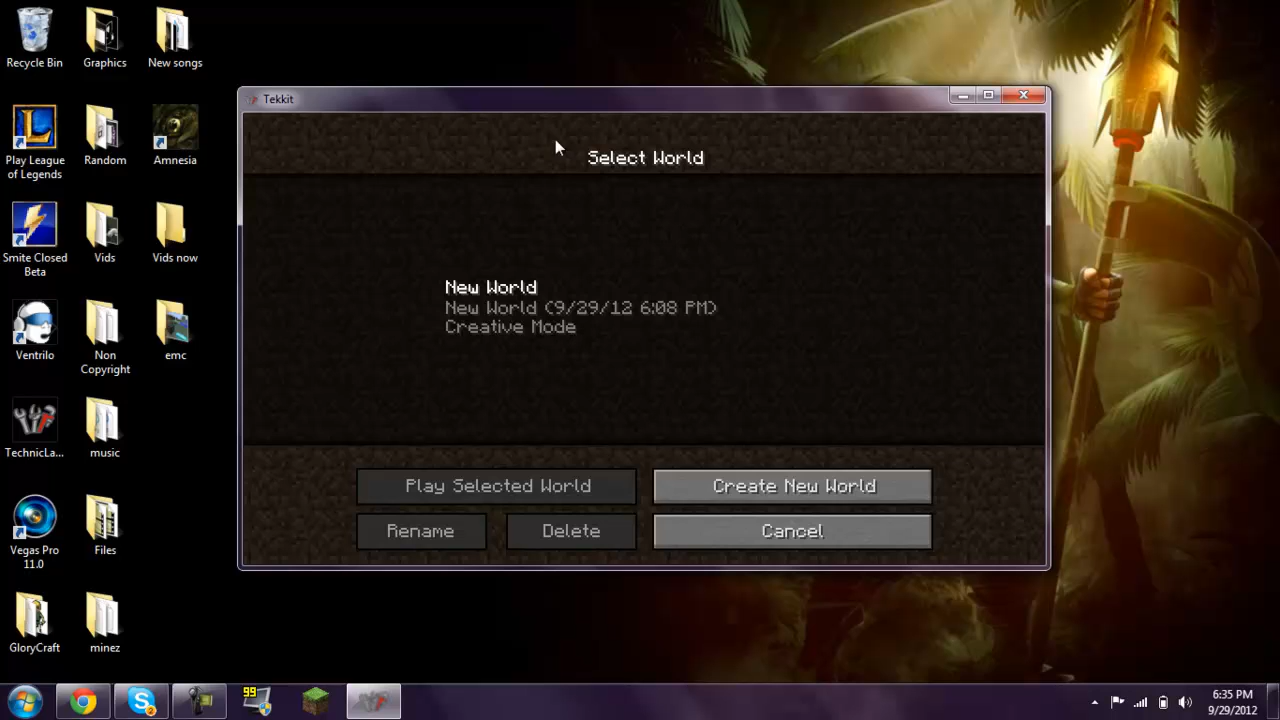 Recycle Bin
Graphics
New songs
Play League
of Legends
Random
Amnesia
Smite Closed
Beta
Vids
Vids now
Ventrilo
Non
Copyright
emc
TechnicLa...
music
Vegas Pro
11.0
Files
GloryCraft
minez
Tekkit
Select World
New World
New World (9/29/12 6:08 PM)
Creative Mode
Play Selected World
Create New World
Rename
Delete
Cancel
2
99
6:35 PM
9/29/2012